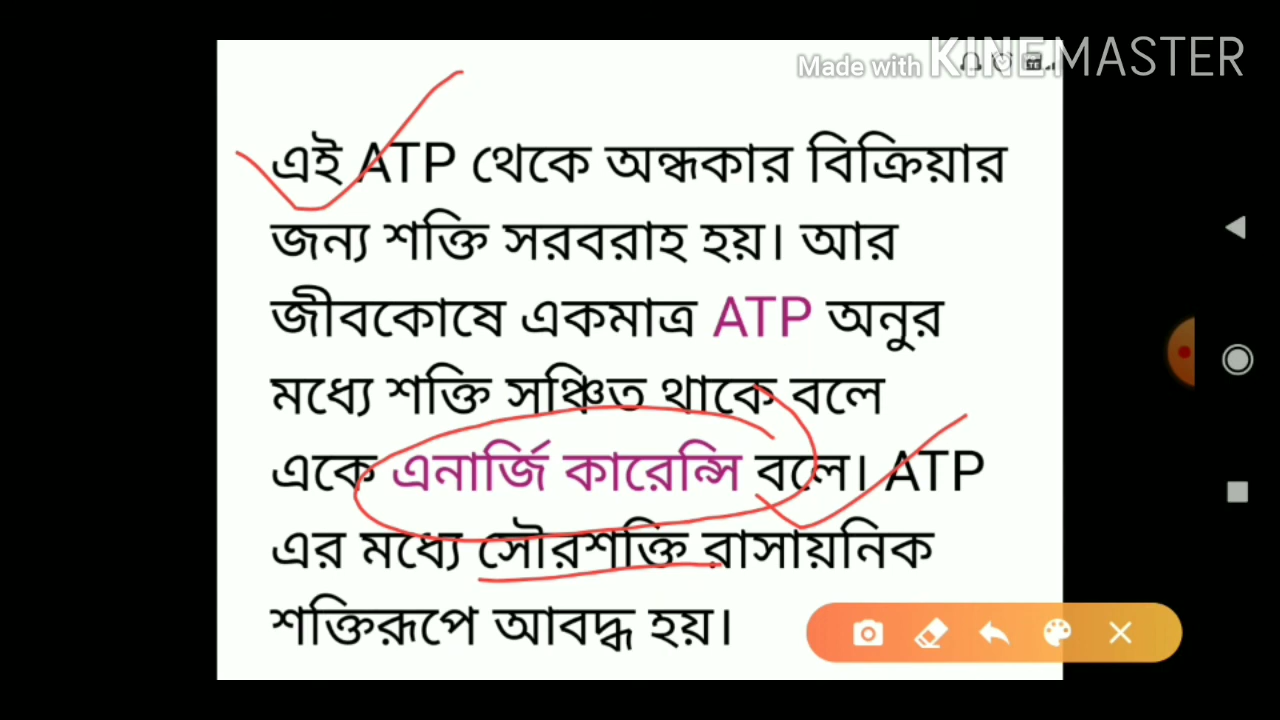 Made with KINEMASTER
এই ATP থেকে অন্ধকার বিক্রিয়ার
জন্য শক্তি সরবরাহ হয়। আর
জীবকোষে একমাত্র ATP অনুর
মধ্যে শক্তি সঞ্চিত থাকে বলে
একে এনার্জি কারেন্সি বলে। ATP
এর মধ্যে সৌরশক্তি রাসায়নিক
শক্তিরূপে আবদ্ধ হয়।